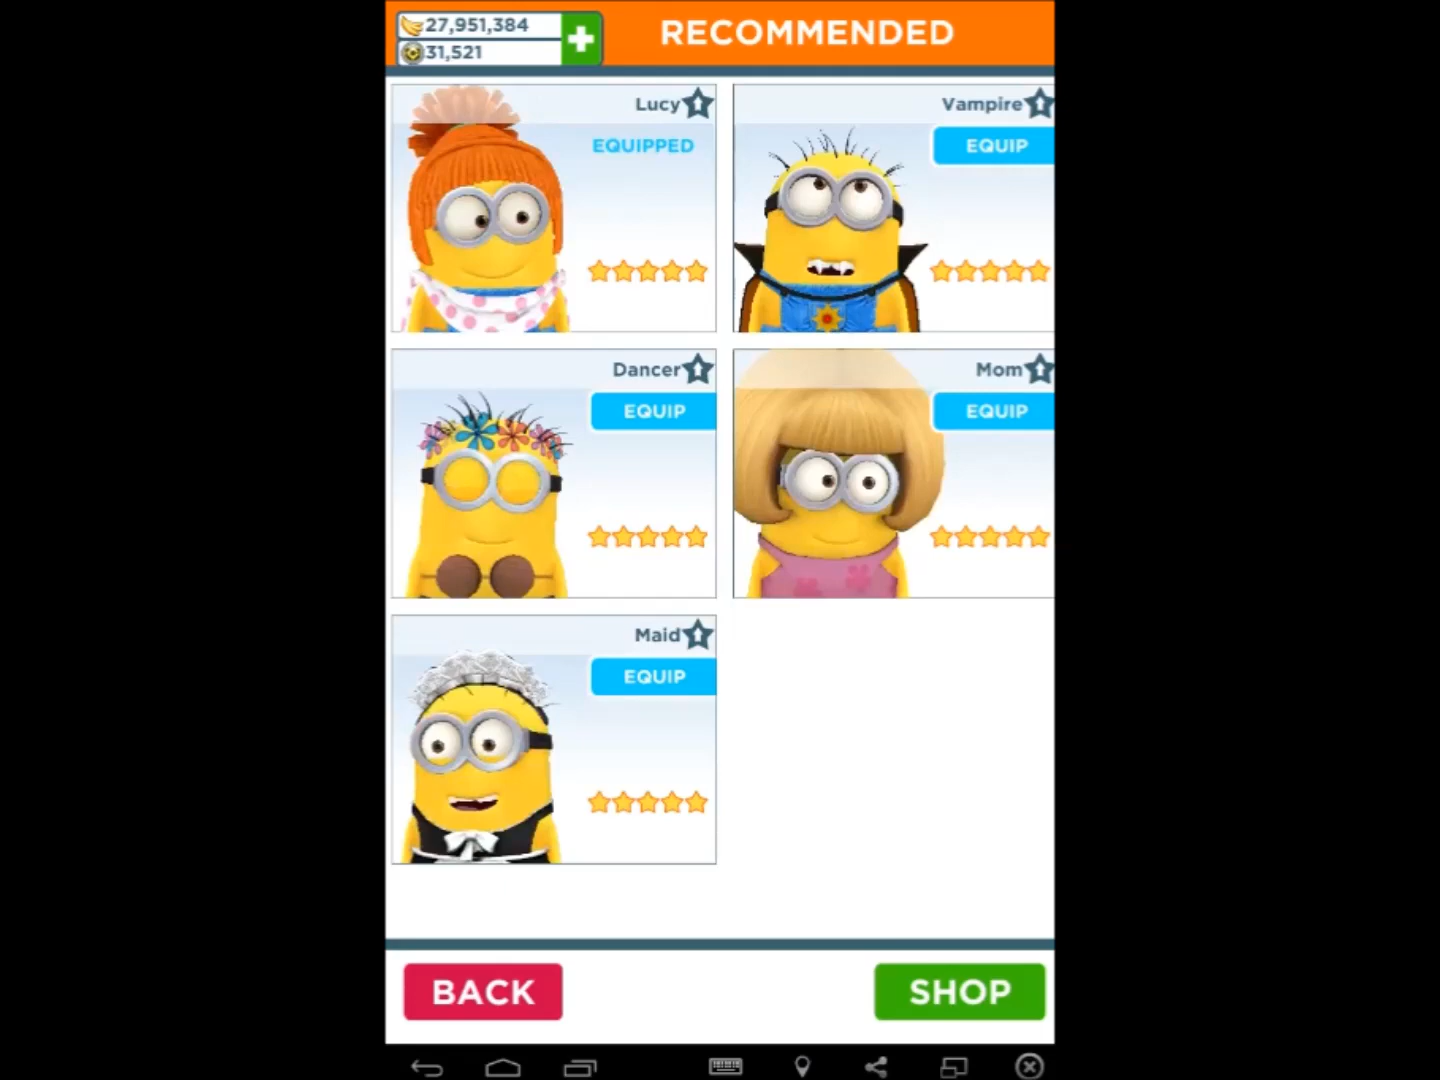 27,951,384
31,521
RECOMMENDED
Lucy
EQUIPPED
Vampire
EQUIP
Dancer
EQUIP
Mom
EQUIP
Maid
EQUIP
BACK
SHOP